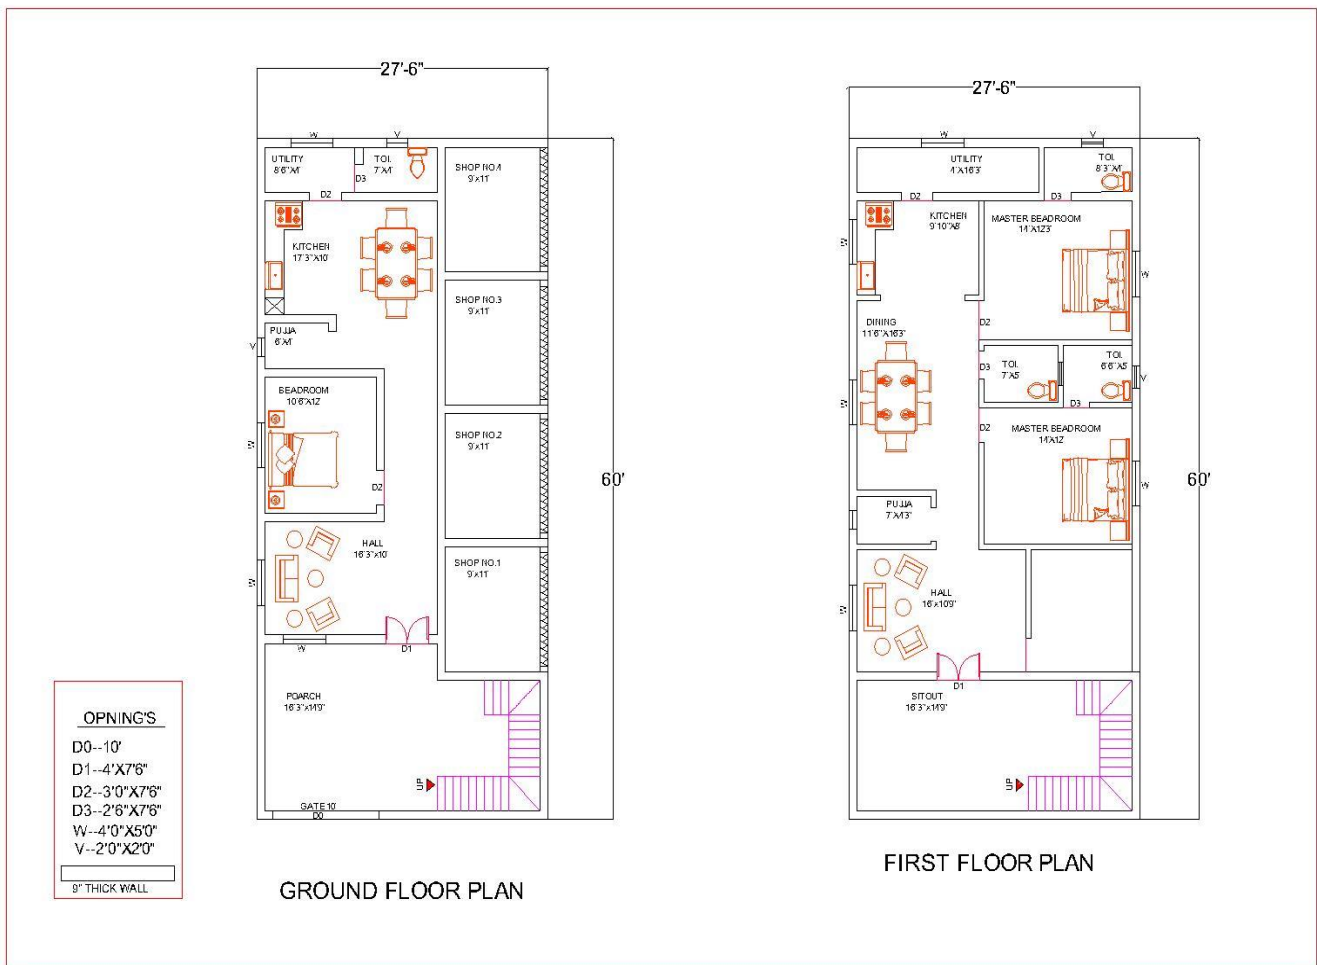 27'-6"
W
V
UTILITY
8'6"X4'
TOI.
7'X4'
D3
D2
SHOP NO.4
9'x11'
KITCHEN
17'3"X10'
SHOP NO.3
9'x11'
PUJJA
6'X4'
V
BEADROOM
10'6"X12'
W
D2
SHOP NO.2
9'x11'
60'
HALL
16'3"x10'
W
SHOP NO.1
9'x11'
W
D1
POARCH
16'3"x14'9"
UP
GATE 10'
D0
GROUND FLOOR PLAN
OPNING'S
D0--10'
D1--4'X7'6"
D2--3'0"X7'6"
D3--2'6"X7'6"
W--4'0"X5'0"
V--2'0"X2'0"
9" THICK WALL
27'-6"
W
V
UTILITY
4'X16'3"
TOI.
8'3"X4'
D2
D3
KITCHEN
9'10"X8'
MASTER BEADROOM
14'X12'3"
W
W
DINING
11'6"X16'3"
D2
D3
TOI.
7'X5'
TOI.
6'6"X5'
V
D3
W
D2
MASTER BEADROOM
14'X12'
W
60'
PUJJA
7'X4'3"
HALL
16'x10'9"
W
D1
SITOUT
16'3"x14'9"
UP
FIRST FLOOR PLAN